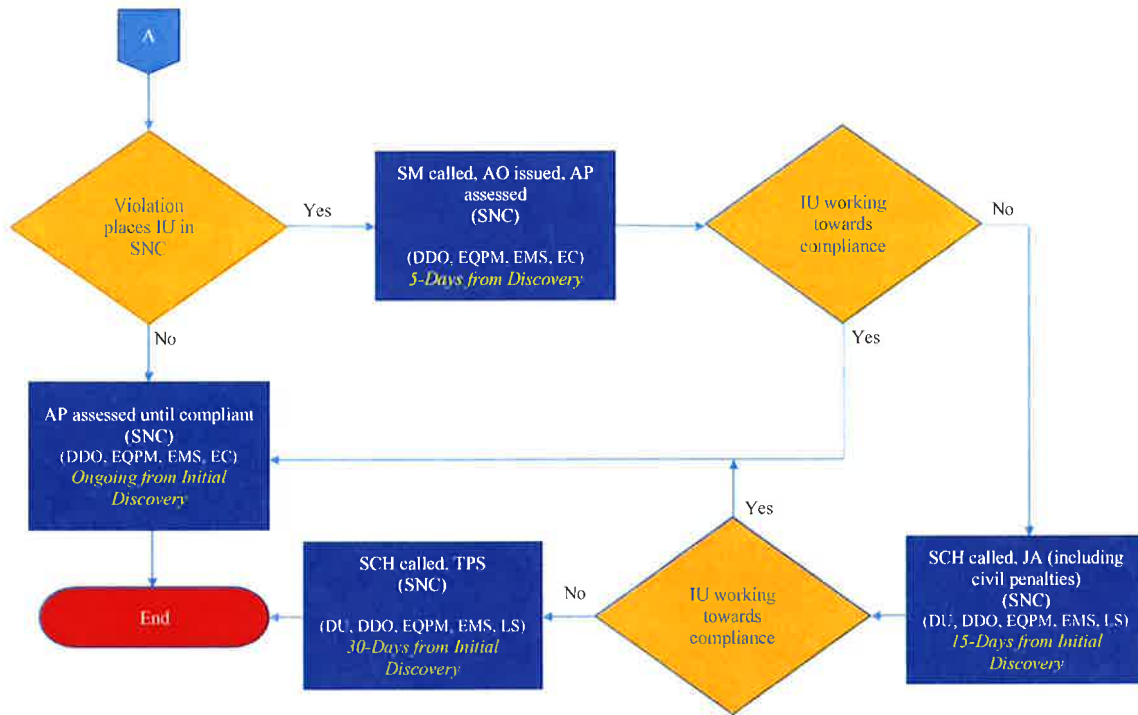 A
Violation
places IU in
SNC
Yes
SM called, AO issued, AP
assessed
(SNC)
(DDO, EQPM, EMS, EC)
5-Days from Discovery
IU working
towards
compliance
No
No
Yes
AP assessed until compliant
(SNC)
(DDO, EQPM, EMS, EC)
Ongoing from Initial
Discovery
Yes
SCH called, TPS
(SNC)
(DU, DDO, EQPM, EMS, LS)
30-Days from Initial
Discovery
No
IU working
towards
compliance
SCH called, JA (including
civil penalties)
(SNC)
(DU, DDO, EQPM, EMS, LS)
15-Days from Initial
Discovery
End